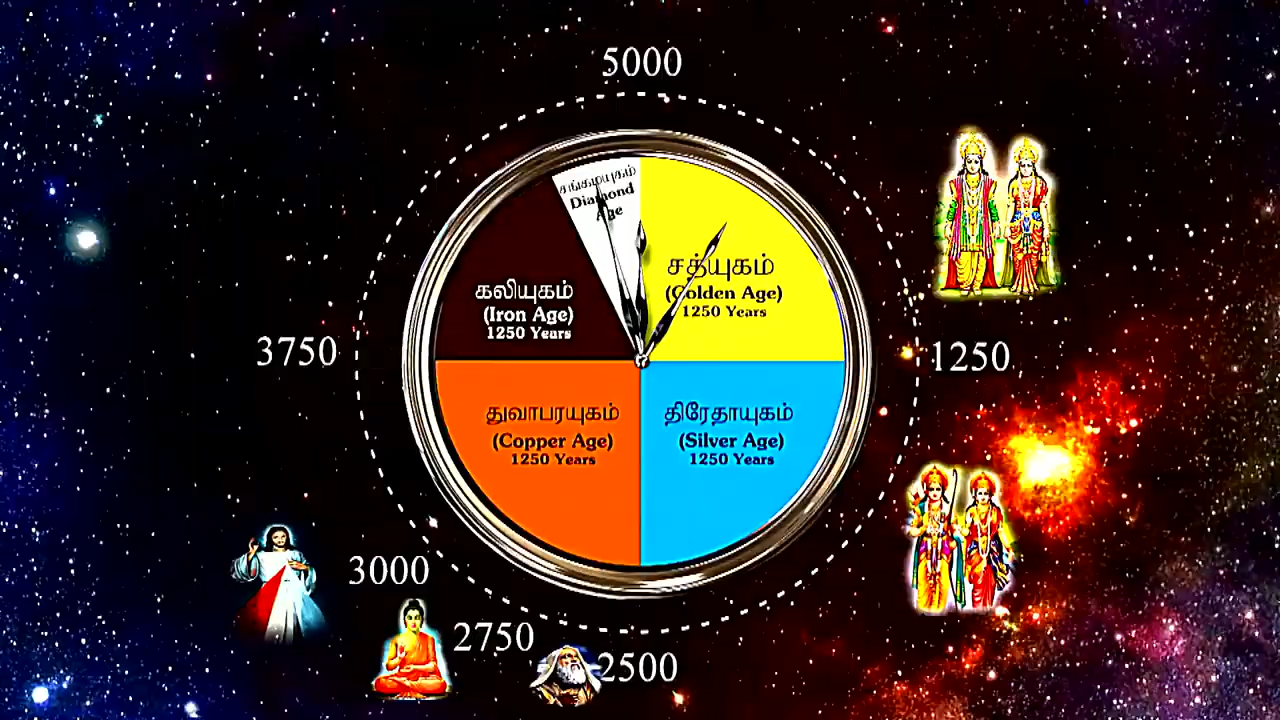 5000
சங்கமயுகம்
Diamond
Age
சத்யுகம்
(Golden Age)
1250 Years
கலியுகம்
(Iron Age)
1250 Years
3750
1250
துவாபரயுகம்
(Copper Age)
1250 Years
திரேதாயுகம்
(Silver Age)
1250 Years
3000
2750
2500